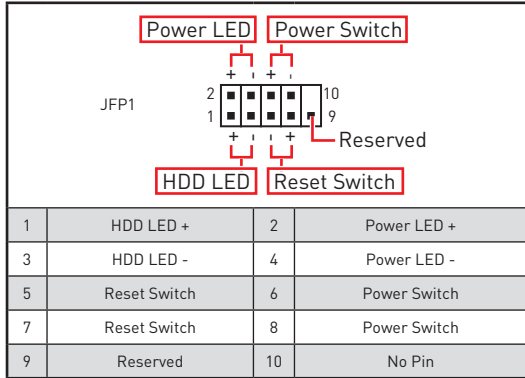 Power LED Power Switch
+ - + -
JFP1
2 10
1 9
+ - - +
Reserved
HDD LED Reset Switch
1 HDD LED + 2 Power LED +
3 HDD LED - 4 Power LED -
5 Reset Switch 6 Power Switch
7 Reset Switch 8 Power Switch
9 Reserved 10 No Pin